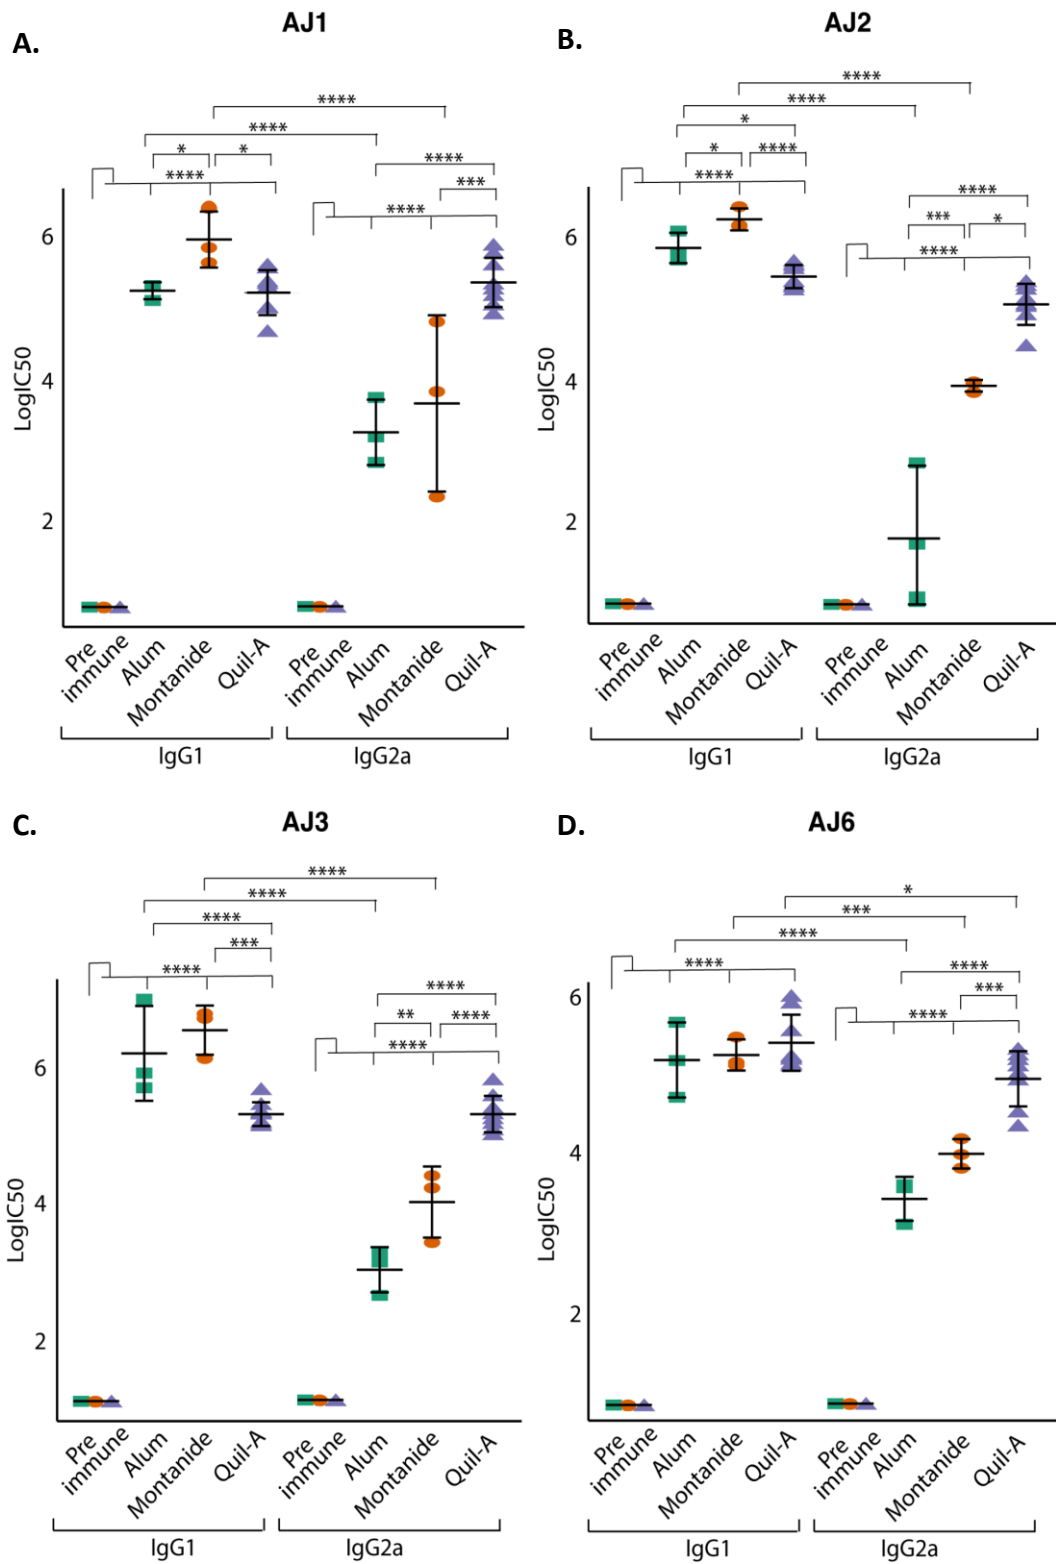 A.
AJ1
****
****
*
*
****
****
***
****
6
4
2
LogIC50
Pre immune
Alum
Montanide
Quil-A
Pre immune
Alum
Montanide
Quil-A
IgG1
IgG2a
B.
AJ2
****
****
*
*
****
****
****
***
*
****
6
4
2
LogIC50
Pre immune
Alum
Montanide
Quil-A
Pre immune
Alum
Montanide
Quil-A
IgG1
IgG2a
C.
AJ3
****
****
****
***
****
****
**
****
****
6
4
2
LogIC50
Pre immune
Alum
Montanide
Quil-A
Pre immune
Alum
Montanide
Quil-A
IgG1
IgG2a
D.
AJ6
*
***
****
****
****
***
****
6
4
2
LogIC50
Pre immune
Alum
Montanide
Quil-A
Pre immune
Alum
Montanide
Quil-A
IgG1
IgG2a